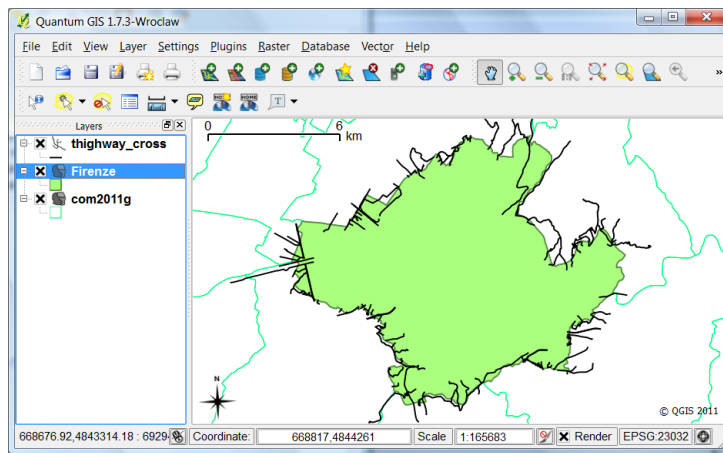 Quantum GIS 1.7.3-Wroclaw
File Edit View Layer Settings Plugins Raster Database Vector Help
»
T
Layers
thighway_cross
Firenze
com2011g
0 6
km
N
© QGIS 2011
668676.92,4843314.18 : 6929 Coordinate: 668817,4844261 Scale 1:165683 Render EPSG:23032